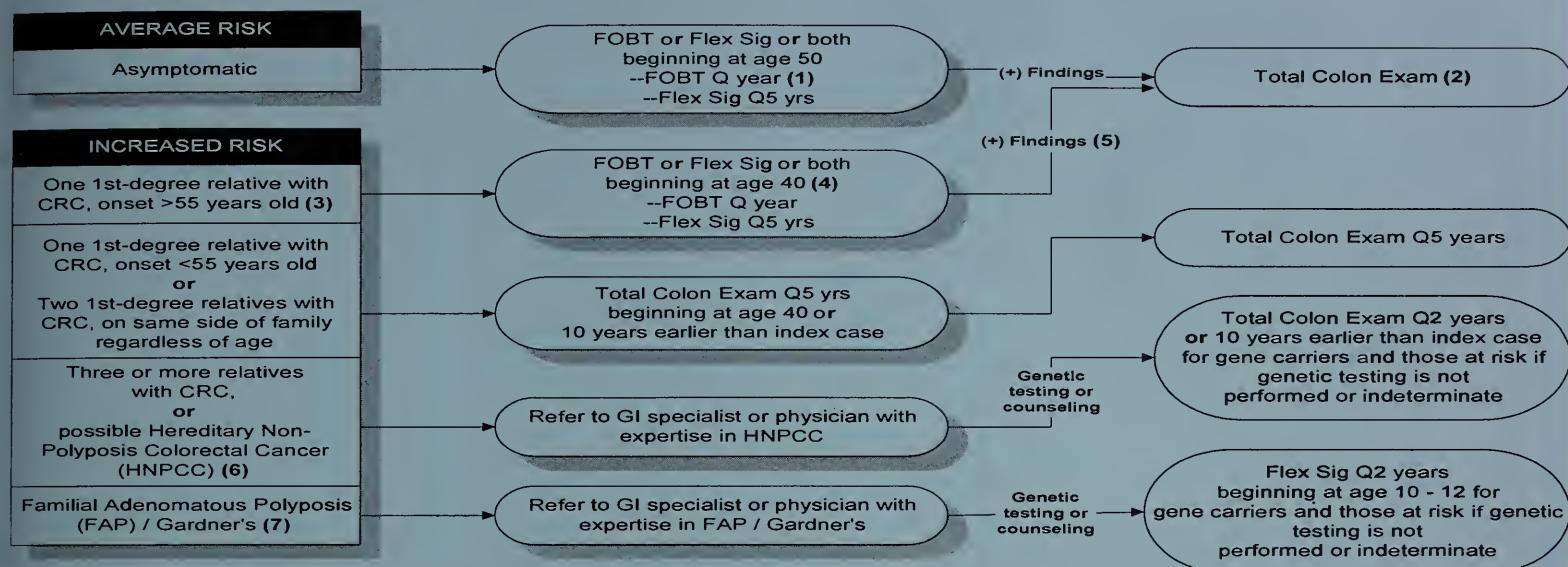 AVERAGE RISK
Asymptomatic
FOBT or Flex Sig or both
beginning at age 50
--FOBT Q year (1)
--Flex Sig Q5 yrs
(+) Findings
Total Colon Exam (2)
INCREASED RISK
One 1st-degree relative with
CRC, onset >55 years old (3)
FOBT or Flex Sig or both
beginning at age 40 (4)
--FOBT Q year
--Flex Sig Q5 yrs
(+) Findings (5)
One 1st-degree relative with
CRC, onset <55 years old
or
Two 1st-degree relatives with
CRC, on same side of family
regardless of age
Total Colon Exam Q5 yrs
beginning at age 40 or
10 years earlier than index case
Total Colon Exam Q5 years
Three or more relatives
with CRC,
or
possible Hereditary Non-
Polyposis Colorectal Cancer
(HNPCC) (6)
Refer to GI specialist or physician with
expertise in HNPCC
Genetic
testing or
counseling
Total Colon Exam Q2 years
or 10 years earlier than index case
for gene carriers and those at risk if
genetic testing is not
performed or indeterminate
Familial Adenomatous Polyposis
(FAP) / Gardner's (7)
Refer to GI specialist or physician with
expertise in FAP / Gardner's
Genetic
testing or
counseling
Flex Sig Q2 years
beginning at age 10 - 12 for
gene carriers and those at risk if genetic
testing is not
performed or indeterminate